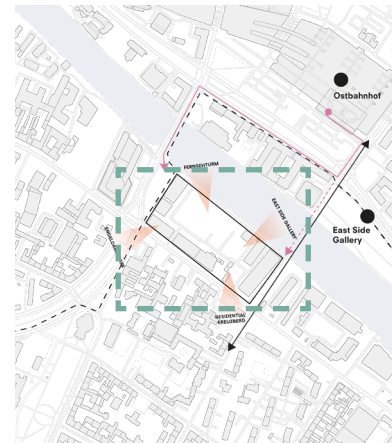 Ostbahnhof
FERNSEHTURM
EAST SIDE GALLERY
East Side
Gallery
RESIDENTIAL
KREUZBERG